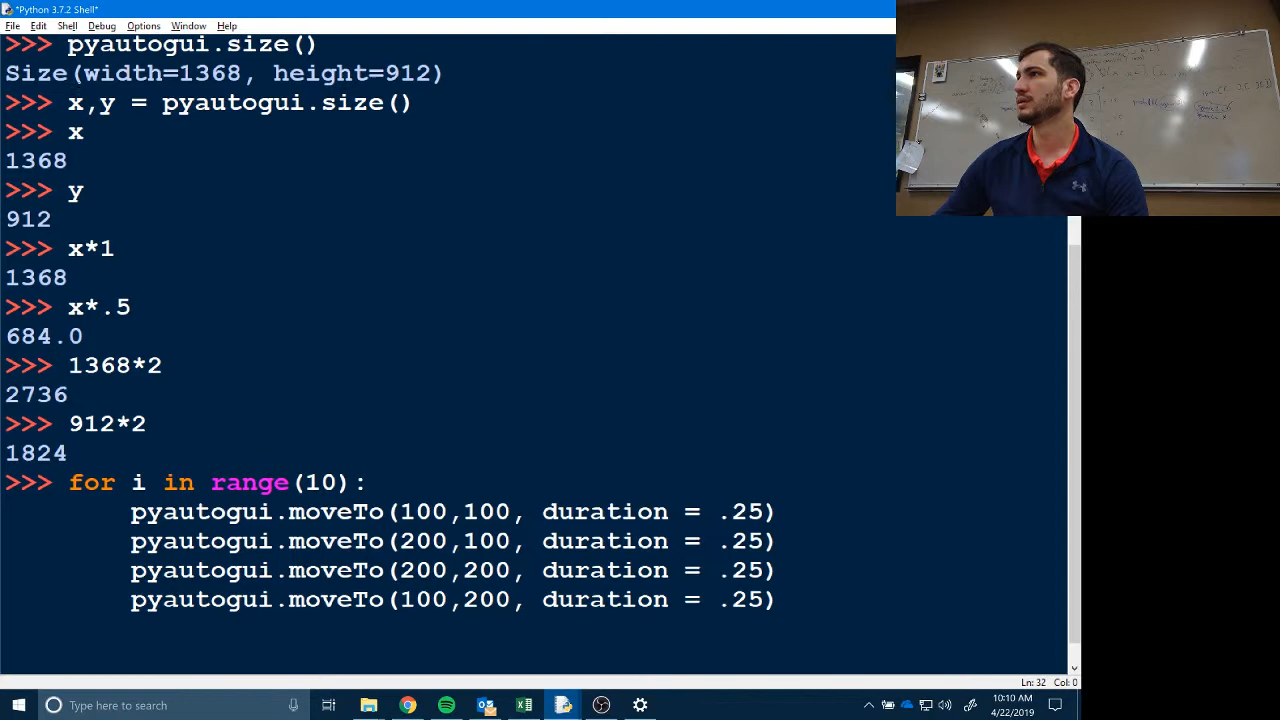 *Python 3.7.2 Shell*
File Edit Shell Debug Options Window Help
>>> pyautogui.size()
Size(width=1368, height=912)
>>> x,y = pyautogui.size()
>>> x
1368
>>> y
912
>>> x*1
1368
>>> x*.5
684.0
>>> 1368*2
2736
>>> 912*2
1824
>>> for i in range(10):
        pyautogui.moveTo(100,100, duration = .25)
        pyautogui.moveTo(200,100, duration = .25)
        pyautogui.moveTo(200,200, duration = .25)
        pyautogui.moveTo(100,200, duration = .25)
Ln: 32 Col: 0
Type here to search
10:10 AM
4/22/2019